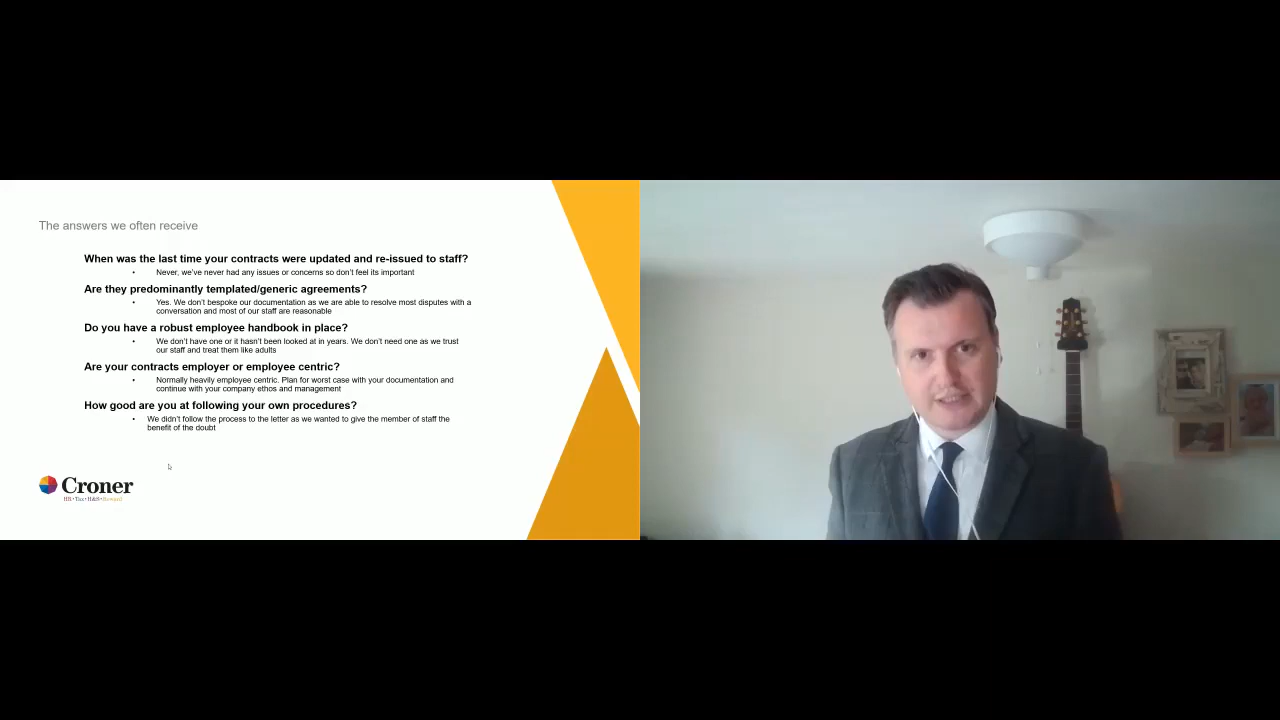 The answers we often receive
When was the last time your contracts were updated and re-issued to staff?
• Never, we've never had any issues or concerns so don't feel its important
Are they predominantly templated/generic agreements?
• Yes. We don't bespoke our documentation as we are able to resolve most disputes with a
conversation and most of our staff are reasonable
Do you have a robust employee handbook in place?
• We don't have one or it hasn't been looked at in years. We don't need one as we trust
our staff and treat them like adults
Are your contracts employer or employee centric?
• Normally heavily employee centric. Plan for worst case with your documentation and
continue with your company ethos and management
How good are you at following your own procedures?
• We didn't follow the process to the letter as we wanted to give the member of staff the
benefit of the doubt
Croner
HR • Tax • H&S • Reward